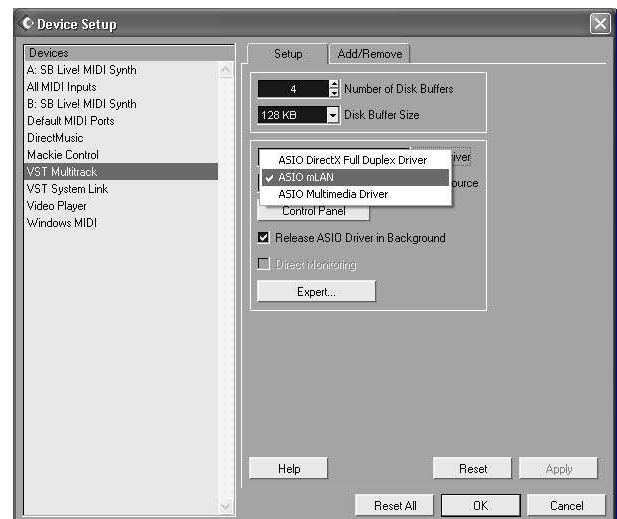 Device Setup
Devices
A: SB Live! MIDI Synth
All MIDI Inputs
B: SB Live! MIDI Synth
Default MIDI Ports
DirectMusic
Mackie Control
VST Multitrack
VST System Link
Video Player
Windows MIDI
Setup
Add/Remove
4 Number of Disk Buffers
128 KB Disk Buffer Size
ASIO DirectX Full Duplex Driver
ASIO mLAN
ASIO Multimedia Driver
Control Panel
Release ASIO Driver in Background
Direct Monitoring
Expert...
Help
Reset
Apply
Reset All
OK
Cancel